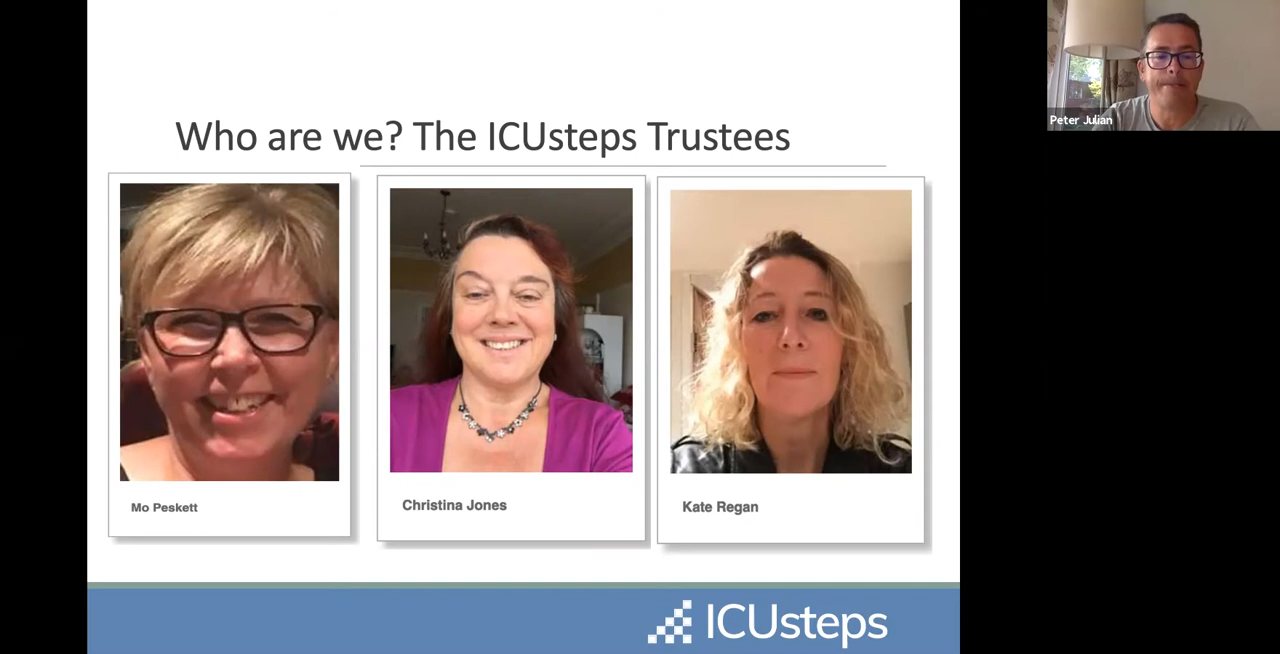 Who are we? The ICUsteps Trustees
Mo Peskett
Christina Jones
Kate Regan
ICUsteps
Peter Julian